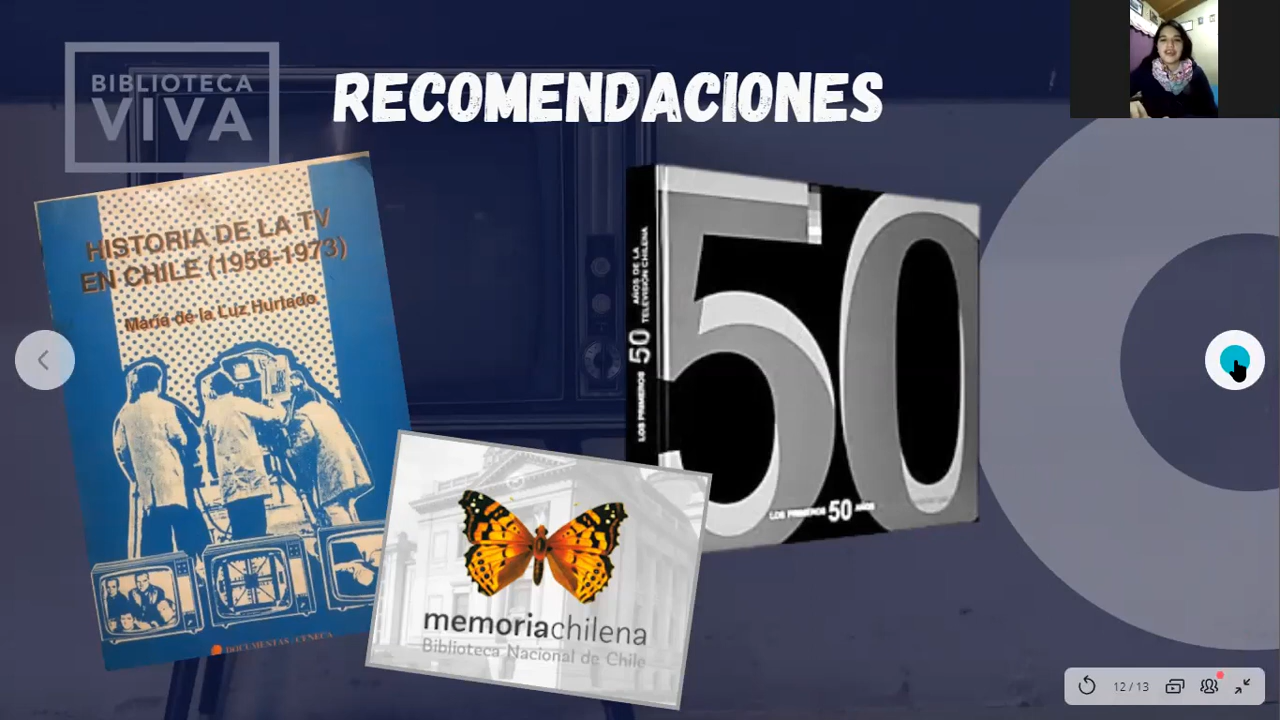 BIBLIOTECA
VIVA
RECOMENDACIONES
HISTORIA DE LA TV
EN CHILE (1958-1973)
María de la Luz Hurtado
DOCUMENTAS - CENECA
LOS PRIMEROS 50 AÑOS DE LA
TELEVISIÓN CHILENA
50
LOS PRIMEROS 50 AÑOS
memoriachilena
Biblioteca Nacional de Chile
12 / 13